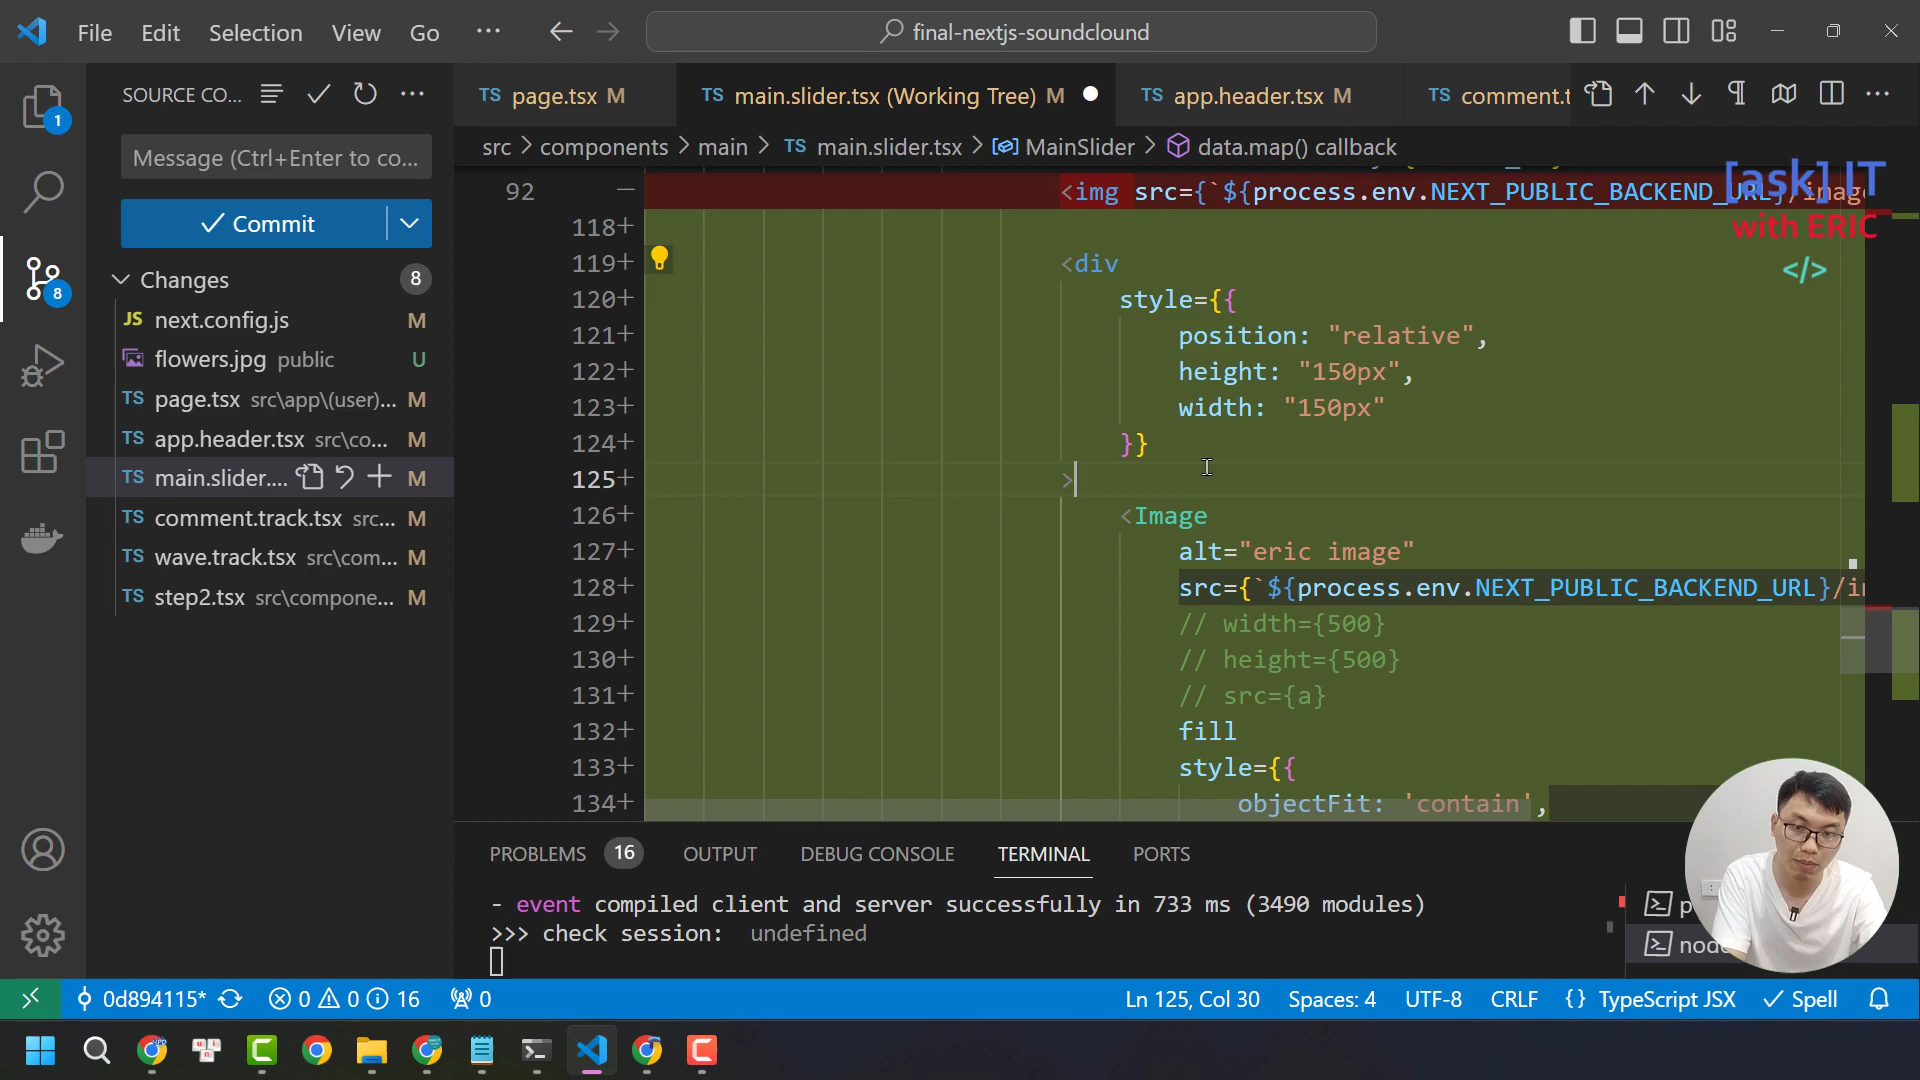 File Edit Selection View Go ··· final-nextjs-soundclound
SOURCE CO...
TS page.tsx M TS main.slider.tsx (Working Tree) M TS app.header.tsx M TS comment.t
src > components > main > TS main.slider.tsx > MainSlider > data.map() callback
Message (Ctrl+Enter to co...
Commit
Changes 8
JS next.config.js M
flowers.jpg public U
TS page.tsx src\app\(user)... M
TS app.header.tsx src\co... M
TS main.slider.... M
TS comment.track.tsx src... M
TS wave.track.tsx src\com... M
TS step2.tsx src\compone... M
1
8
92 − <img src={`${process.env.NEXT_PUBLIC_BACKEND_URL}/imag
118+
119+ <div
120+ style={{
121+ position: "relative",
122+ height: "150px",
123+ width: "150px"
124+ }}
125+ >
126+ <Image
127+ alt="eric image"
128+ src={`${process.env.NEXT_PUBLIC_BACKEND_URL}/i
129+ // width={500}
130+ // height={500}
131+ // src={a}
132+ fill
133+ style={{
134+ objectFit: 'contain',
[ask] IT
with ERIC
</>
PROBLEMS 16 OUTPUT DEBUG CONSOLE TERMINAL PORTS
- event compiled client and server successfully in 733 ms (3490 modules)
>>> check session: undefined
p
node
0d894115* 0 0 16 0 Ln 125, Col 30 Spaces: 4 UTF-8 CRLF {} TypeScript JSX Spell